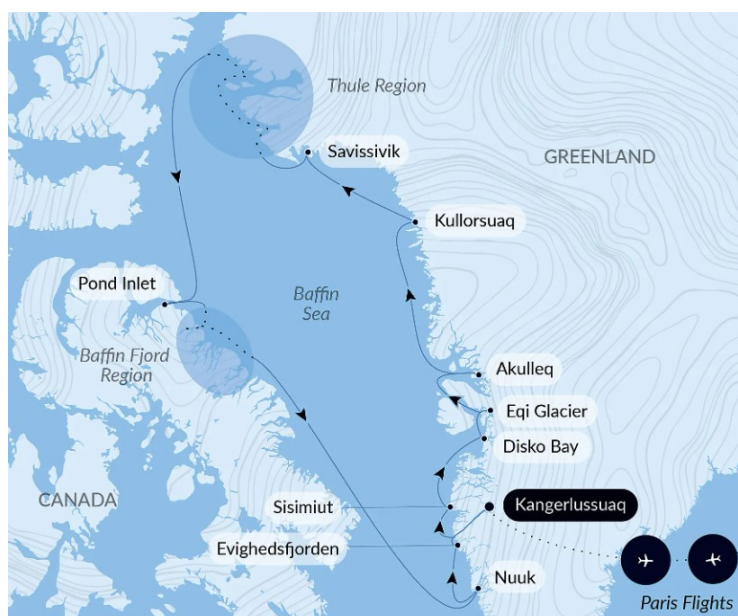 Thule Region
Savissivik
GREENLAND
Kullorsuaq
Pond Inlet
Baffin
Sea
Baffin Fjord
Region
Akulleq
Eqi Glacier
Disko Bay
CANADA
Sisimiut
Kangerlussuaq
Evighedsfjorden
Nuuk
Paris Flights